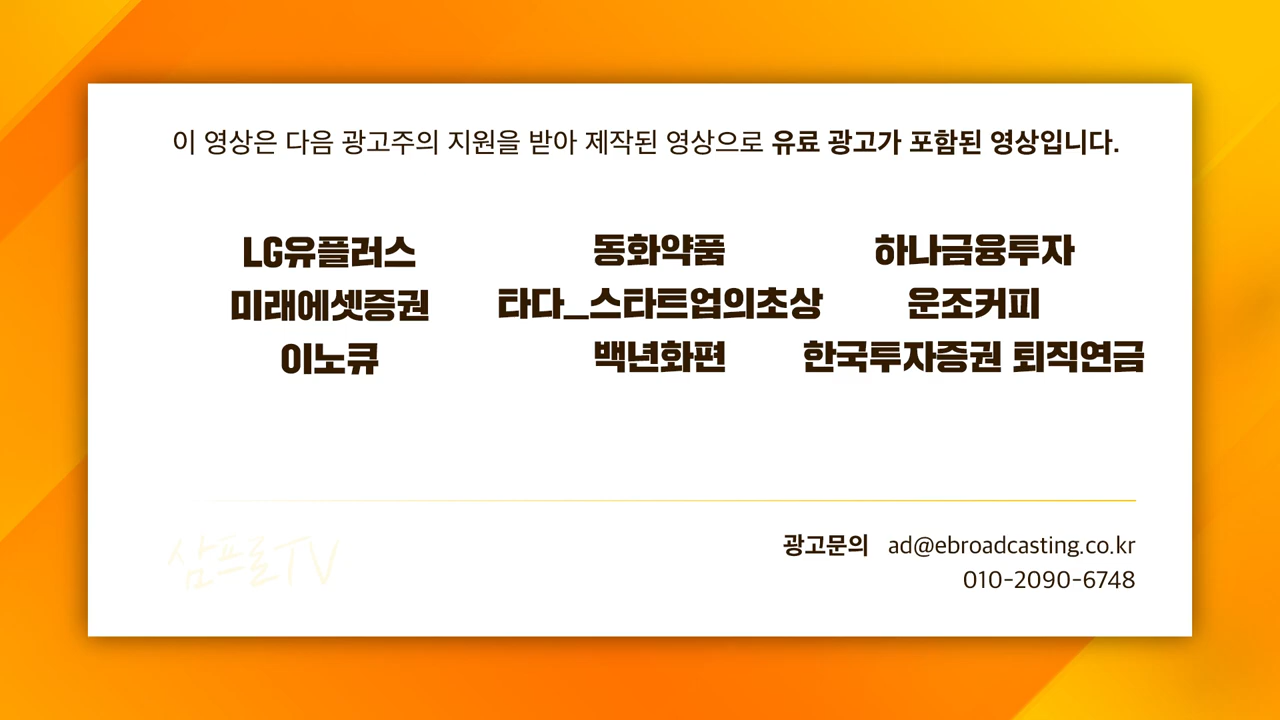 이 영상은 다음 광고주의 지원을 받아 제작된 영상으로 유료 광고가 포함된 영상입니다.
LG유플러스 동화약품 하나금융투자
미래에셋증권 타다_스타트업의초상 운조커피
이노큐 백년화편 한국투자증권 퇴직연금
삼프로TV
광고문의 ad@ebroadcasting.co.kr
010-2090-6748